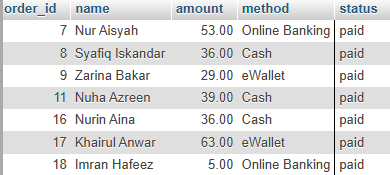 order_id name amount method status
7 Nur Aisyah 53.00 Online Banking paid
8 Syafiq Iskandar 36.00 Cash paid
9 Zarina Bakar 29.00 eWallet paid
11 Nuha Azreen 39.00 Cash paid
16 Nurin Aina 36.00 Cash paid
17 Khairul Anwar 63.00 eWallet paid
18 Imran Hafeez 5.00 Online Banking paid